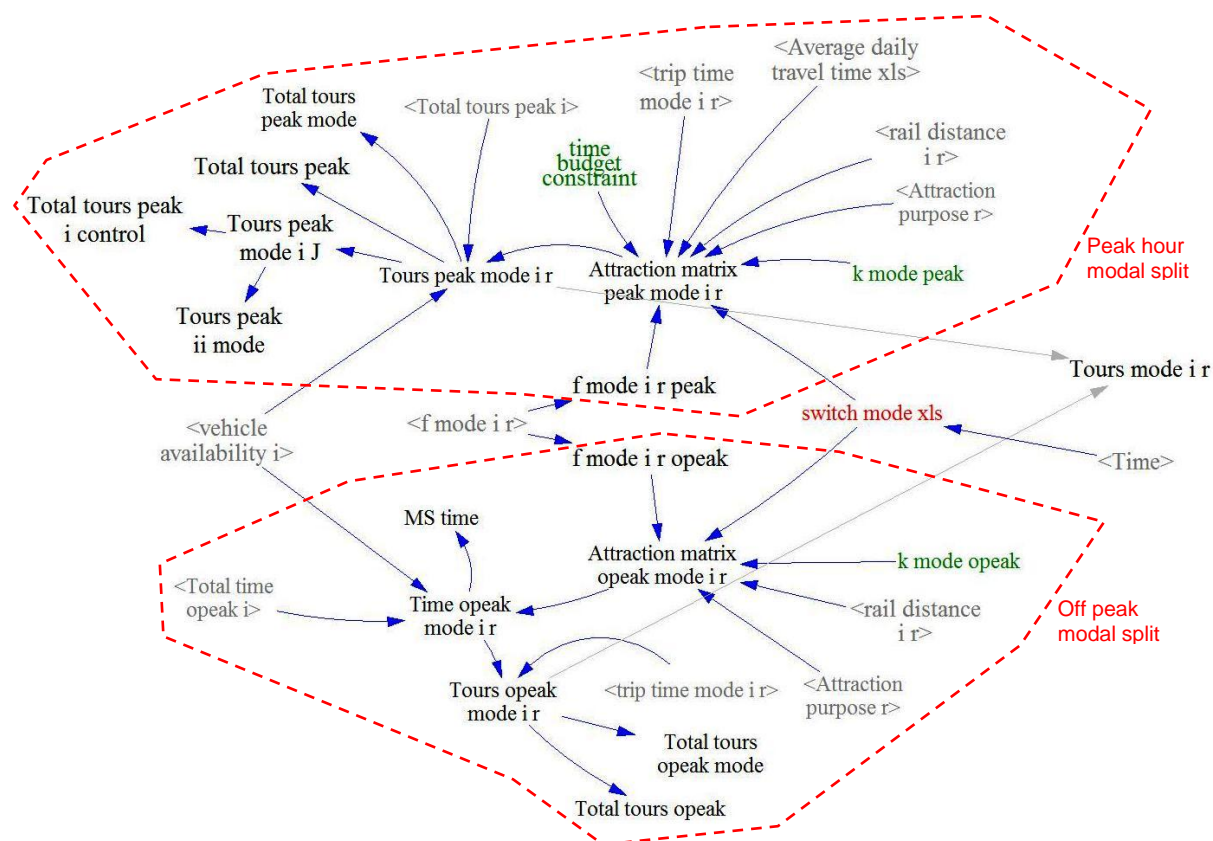 <Average daily
travel time xls>
<trip time
mode i r>
Total tours
peak mode
<Total tours peak i>
<rail distance
i r>
time
budget
constraint
Total tours peak
<Attraction
purpose r>
Total tours peak
i control
Tours peak
mode i J
Peak hour
modal split
Tours peak mode i r
Attraction matrix
peak mode i r
k mode peak
Tours peak
ii mode
Tours mode i r
f mode i r peak
<vehicle
availability i>
<f mode i r>
switch mode xls
f mode i r opeak
<Time>
MS time
Attraction matrix
opeak mode i r
k mode opeak
<Total time
opeak i>
Time opeak
mode i r
<rail distance
i r>
Off peak
modal split
Tours opeak
mode i r
<trip time mode i r>
<Attraction
purpose r>
Total tours
opeak mode
Total tours opeak